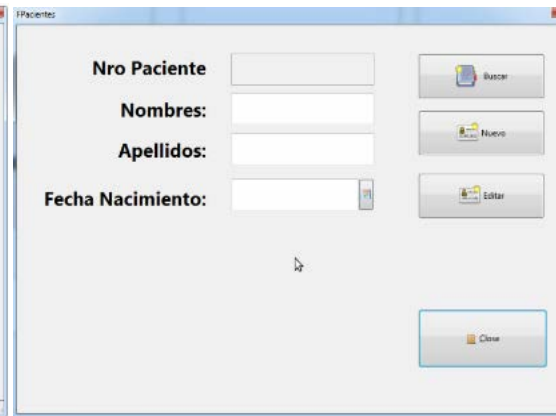 FPacientes
Nro Paciente
Buscar
Nombres:
Nuevo
Apellidos:
Fecha Nacimiento:
Editar
Close